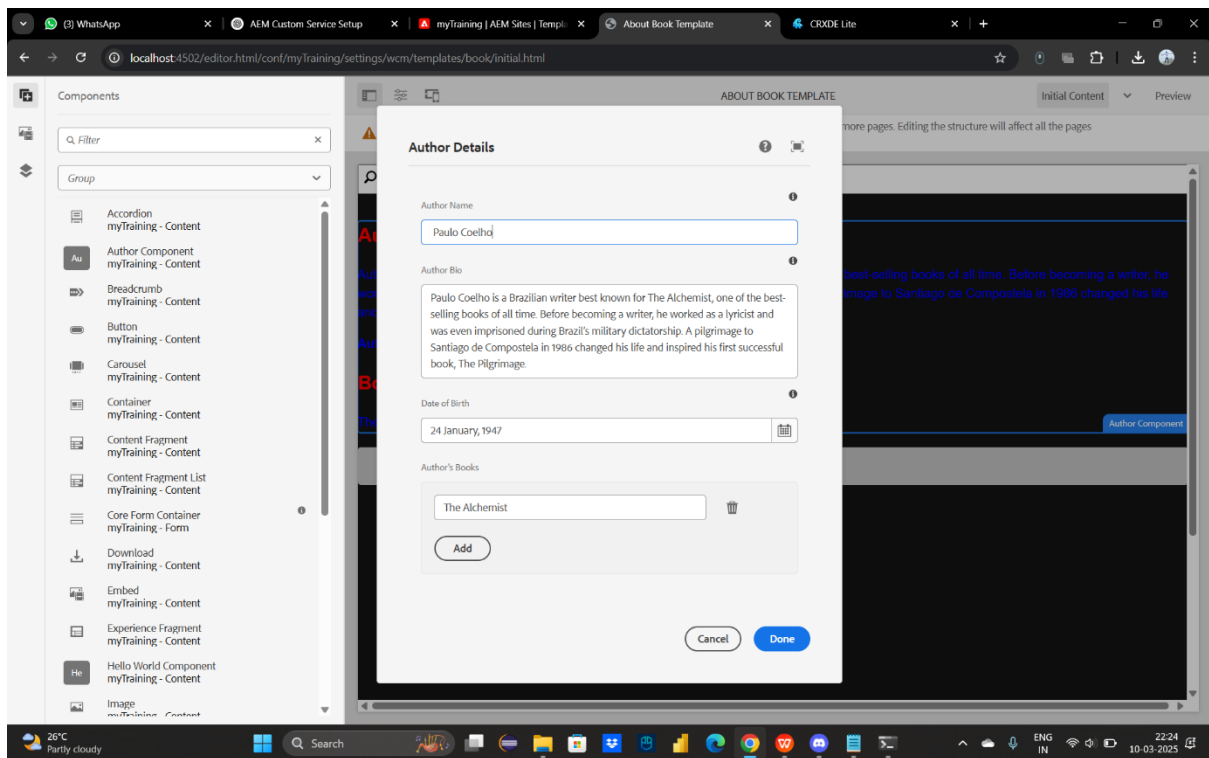 (3) WhatsApp
AEM Custom Service Setup
myTraining | AEM Sites | Templa
About Book Template
CRXDE Lite
localhost:4502/editor.html/conf/myTraining/settings/wcm/templates/book/initial.html
Components
ABOUT BOOK TEMPLATE
Initial Content
Preview
Filter
more pages. Editing the structure will affect all the pages
Group
Accordion
myTraining - Content
Au
Author Component
myTraining - Content
Breadcrumb
myTraining - Content
Button
myTraining - Content
Carousel
myTraining - Content
Container
myTraining - Content
Content Fragment
myTraining - Content
Content Fragment List
myTraining - Content
Core Form Container
myTraining - Form
Download
myTraining - Content
Embed
myTraining - Content
Experience Fragment
myTraining - Content
He
Hello World Component
myTraining - Content
Image
myTraining - Content
Author Details
Author Name
Paulo Coelho
Author Bio
Paulo Coelho is a Brazilian writer best known for The Alchemist, one of the best-
selling books of all time. Before becoming a writer, he worked as a lyricist and
was even imprisoned during Brazil's military dictatorship. A pilgrimage to
Santiago de Compostela in 1986 changed his life and inspired his first successful
book, The Pilgrimage.
Date of Birth
24 January, 1947
Author's Books
The Alchemist
Add
Cancel
Done
best-selling books of all time. Before becoming a writer, he
image to Santiago de Compostela in 1986 changed his life
Author Component
26°C
Partly cloudy
Search
ENG
IN
22:24
10-03-2025